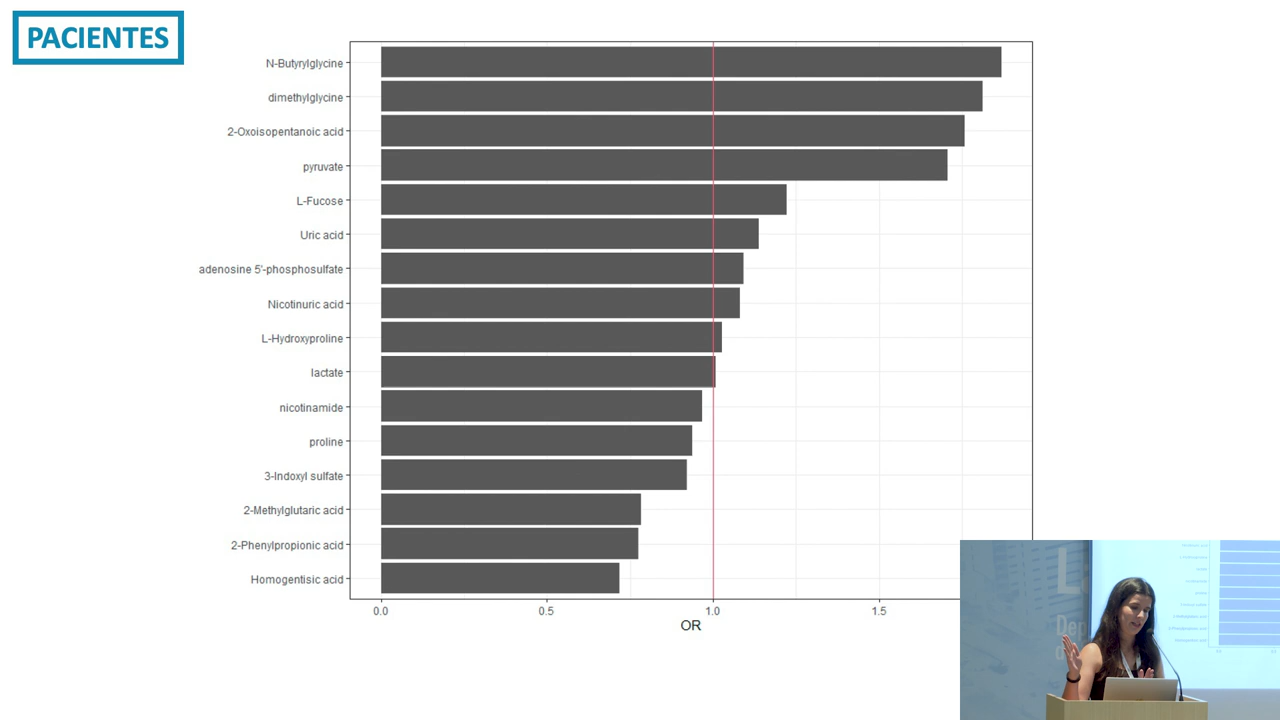 PACIENTES
N-Butyrylglycine
dimethylglycine
2-Oxoisopentanoic acid
pyruvate
L-Fucose
Uric acid
adenosine 5'-phosphosulfate
Nicotinuric acid
L-Hydroxyproline
lactate
nicotinamide
proline
3-Indoxyl sulfate
2-Methylglutaric acid
2-Phenylpropionic acid
Homogentisic acid
0.0 0.5 1.0 1.5
OR